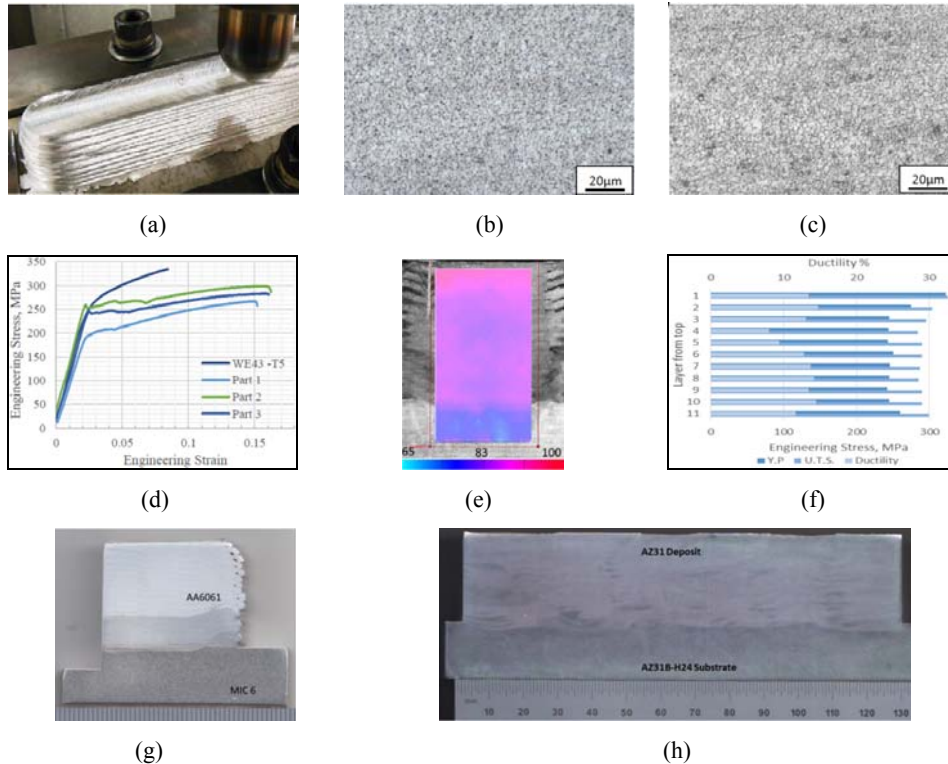 20μm
20μm
(a)
(b)
(c)
Engineering Stress, MPa
350
300
250
200
150
100
50
0
0
0.05
0.1
0.15
Engineering Strain
WE43 -T5
Part 1
Part 2
Part 3
65
83
100
Ductility %
0
10
20
30
Layer from top
1
2
3
4
5
6
7
8
9
10
11
0
100
200
300
Engineering Stress, MPa
Y.P
U.T.S.
Ductility
(d)
(e)
(f)
AA6061
MIC 6
AZ31 Deposit
AZ31B-H24 Substrate
mm
10
20
30
40
50
60
70
80
90
100
110
120
130
(g)
(h)